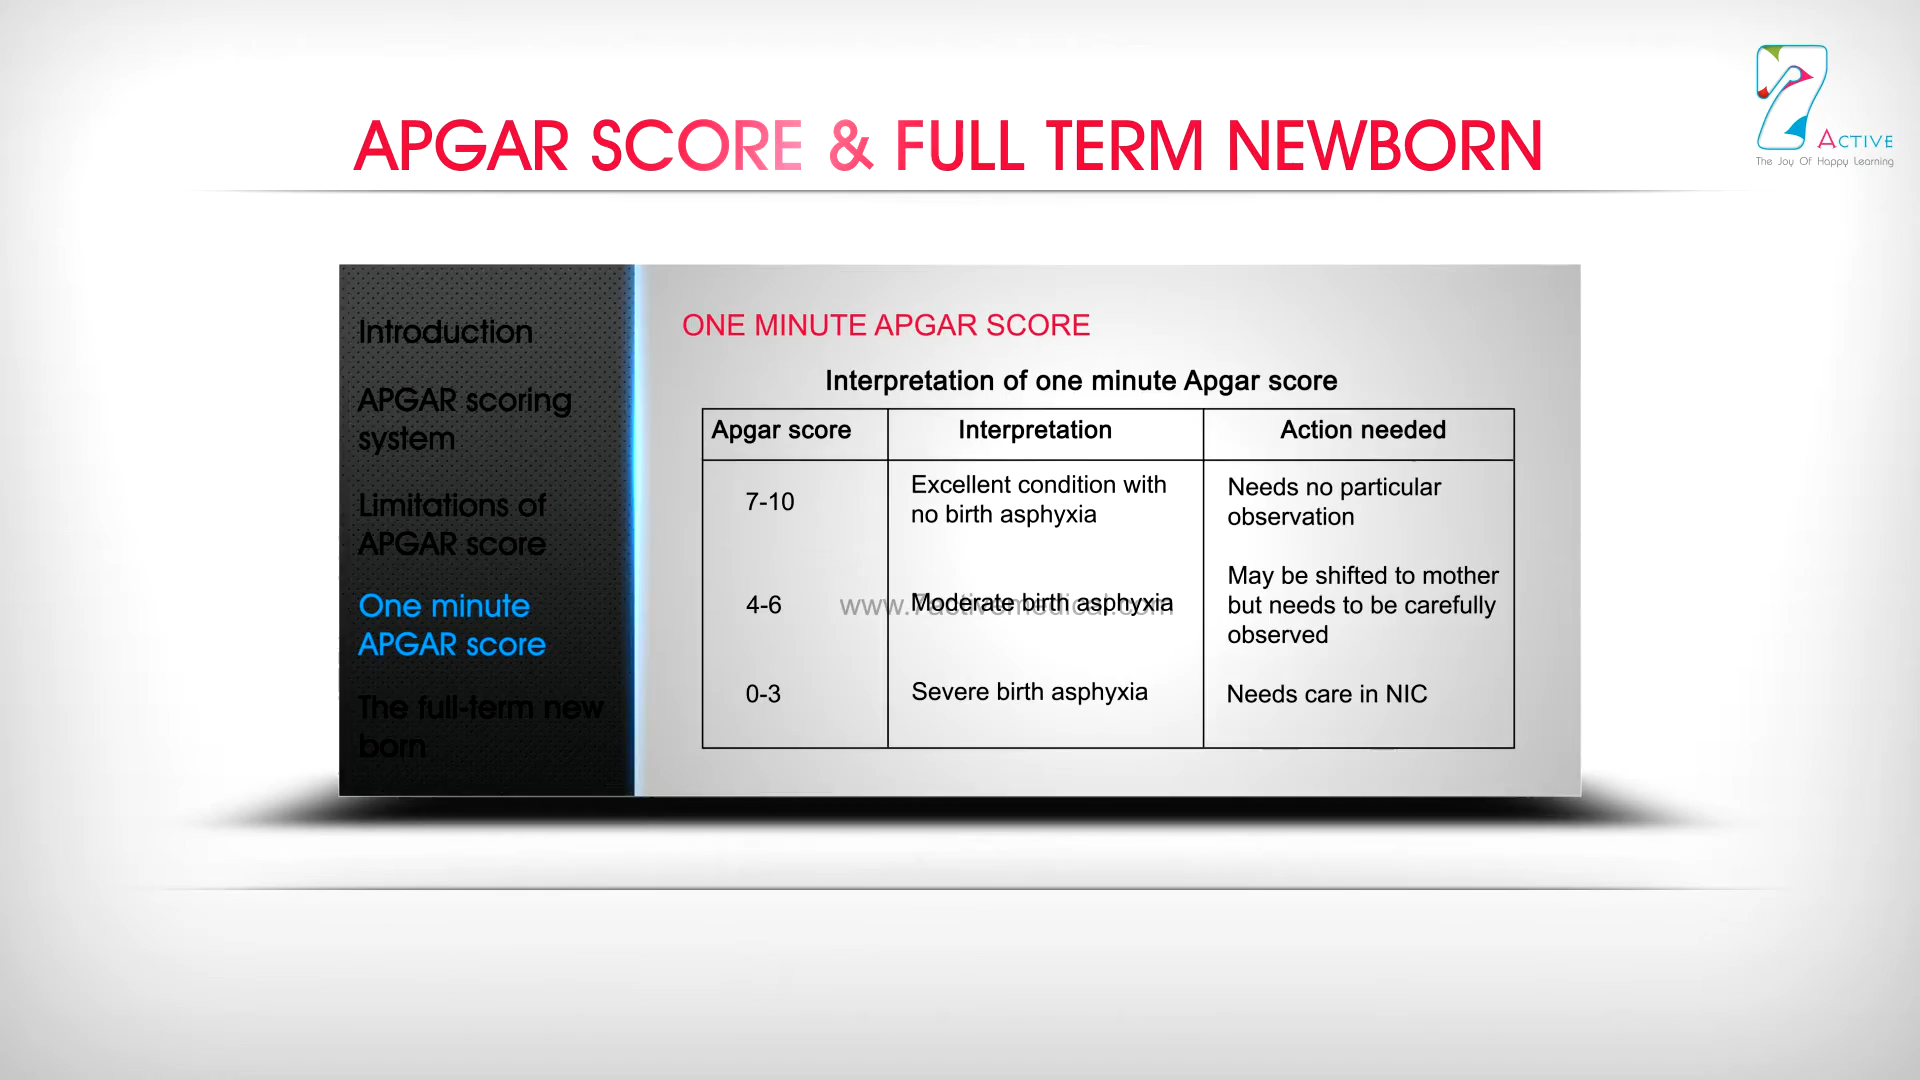 7 ACTIVE
The Joy Of Happy Learning
APGAR SCORE & FULL TERM NEWBORN
Introduction
APGAR scoring
system
Limitations of
APGAR score
One minute
APGAR score
The full-term new
born
ONE MINUTE APGAR SCORE
Interpretation of one minute Apgar score
Apgar score Interpretation Action needed
7-10
Excellent condition with
no birth asphyxia
Needs no particular
observation
4-6
Moderate birth asphyxia
May be shifted to mother
but needs to be carefully
observed
0-3
Severe birth asphyxia
Needs care in NIC
www.7activemedical.com